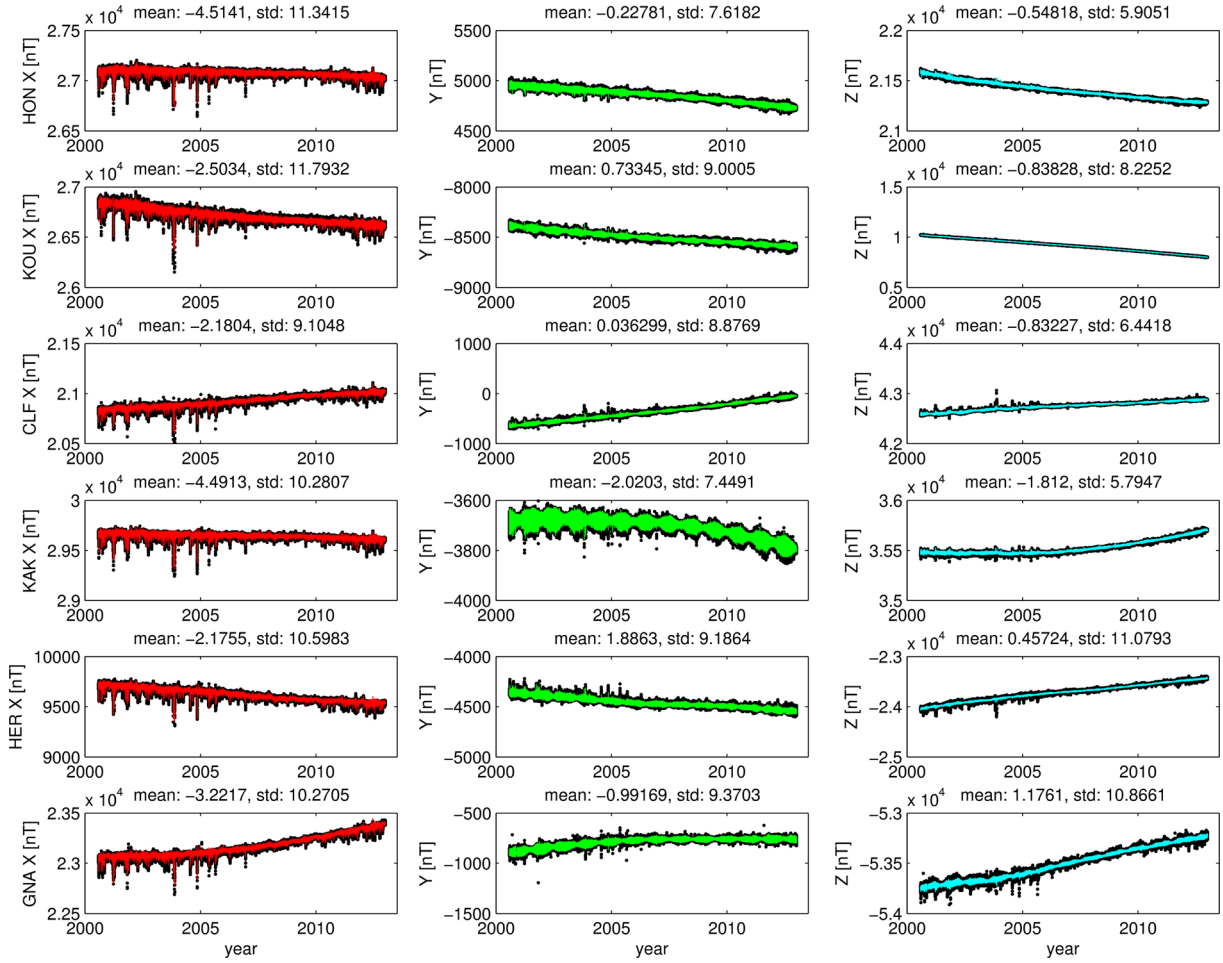 x 10⁴ mean: −4.5141, std: 11.3415
2.75
2.7
2.65
HON X [nT]
2000 2005 2010
mean: −0.22781, std: 7.6182
5500
5000
4500
Y [nT]
2000 2005 2010
x 10⁴ mean: −0.54818, std: 5.9051
2.2
2.15
2.1
Z [nT]
2000 2005 2010
x 10⁴ mean: −2.5034, std: 11.7932
2.7
2.65
2.6
KOU X [nT]
2000 2005 2010
mean: 0.73345, std: 9.0005
−8000
−8500
−9000
Y [nT]
2000 2005 2010
x 10⁴ mean: −0.83828, std: 8.2252
1.5
1
0.5
Z [nT]
2000 2005 2010
x 10⁴ mean: −2.1804, std: 9.1048
2.15
2.1
2.05
CLF X [nT]
2000 2005 2010
mean: 0.036299, std: 8.8769
1000
0
−1000
Y [nT]
2000 2005 2010
x 10⁴ mean: −0.83227, std: 6.4418
4.4
4.3
4.2
Z [nT]
2000 2005 2010
x 10⁴ mean: −4.4913, std: 10.2807
3
2.95
2.9
KAK X [nT]
2000 2005 2010
mean: −2.0203, std: 7.4491
−3600
−3800
−4000
Y [nT]
2000 2005 2010
x 10⁴ mean: −1.812, std: 5.7947
3.6
3.55
3.5
Z [nT]
2000 2005 2010
mean: −2.1755, std: 10.5983
10000
9500
9000
HER X [nT]
2000 2005 2010
mean: 1.8863, std: 9.1864
−4000
−4500
−5000
Y [nT]
2000 2005 2010
x 10⁴ mean: 0.45724, std: 11.0793
−2.3
−2.4
−2.5
Z [nT]
2000 2005 2010
x 10⁴ mean: −3.2217, std: 10.2705
2.35
2.3
2.25
GNA X [nT]
2000 2005 2010
year
mean: −0.99169, std: 9.3703
−500
−1000
−1500
Y [nT]
2000 2005 2010
year
x 10⁴ mean: 1.1761, std: 10.8661
−5.3
−5.35
−5.4
Z [nT]
2000 2005 2010
year